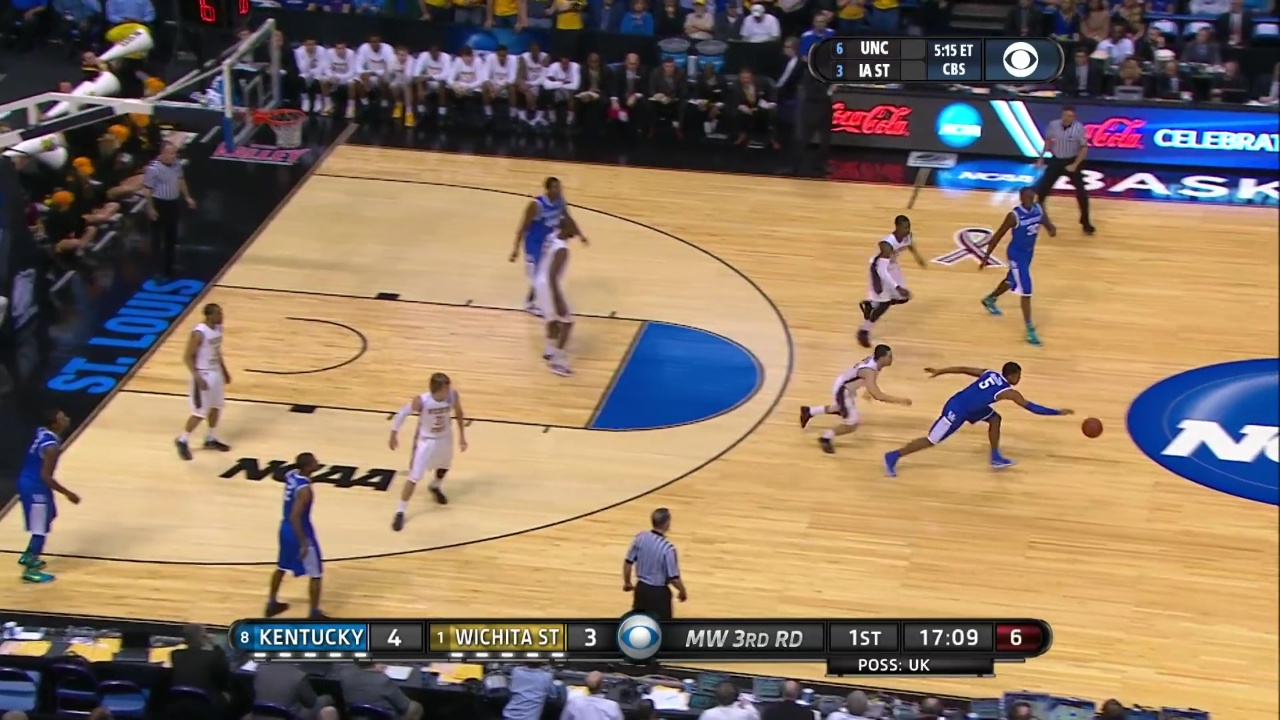 6 UNC
3 IA ST
5:15 ET
CBS
Coca-Cola
NCAA
Coca-Cola
CELEBRAT
NCAA BASK
VALLEY
ST. LOUIS
NCAA
NC
5
6
8 KENTUCKY 4 1 WICHITA ST 3 MW 3RD RD 1ST 17:09 6
POSS: UK